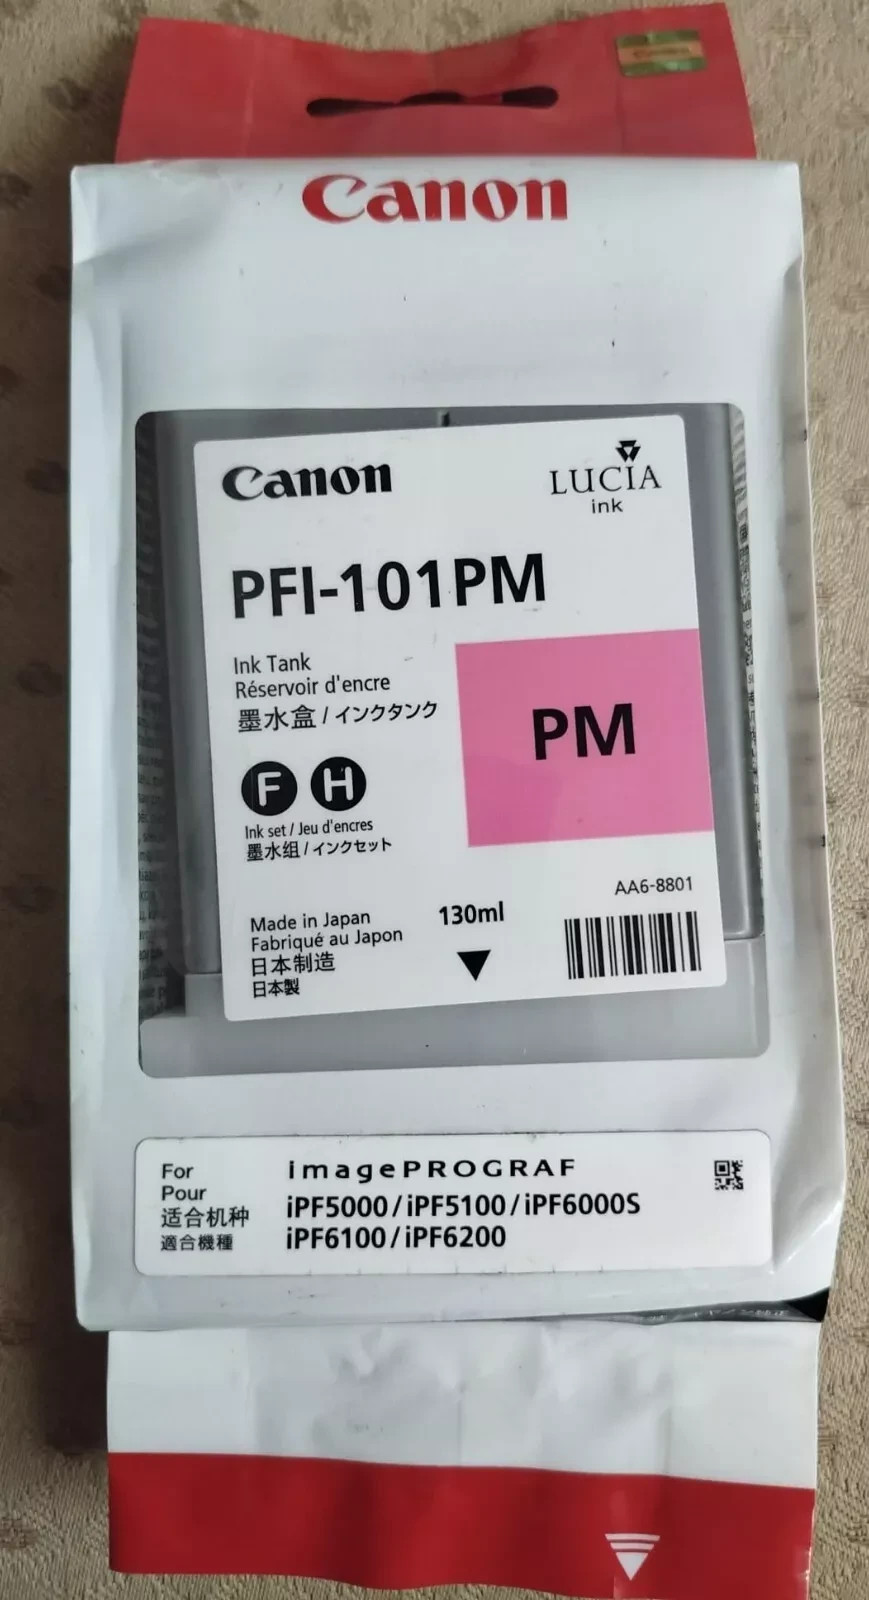 Canon
Canon
LUCIA
ink
PFI-101PM
Ink Tank
Réservoir d'encre
墨水盒 / インクタンク
PM
F H
Ink set / Jeu d'encres
墨水组 / インクセット
AA6-8801
Made in Japan
Fabriqué au Japon
日本制造
日本製
130ml
For
Pour
适合机种
適合機種
imagePROGRAF
iPF5000 / iPF5100 / iPF6000S
iPF6100 / iPF6200